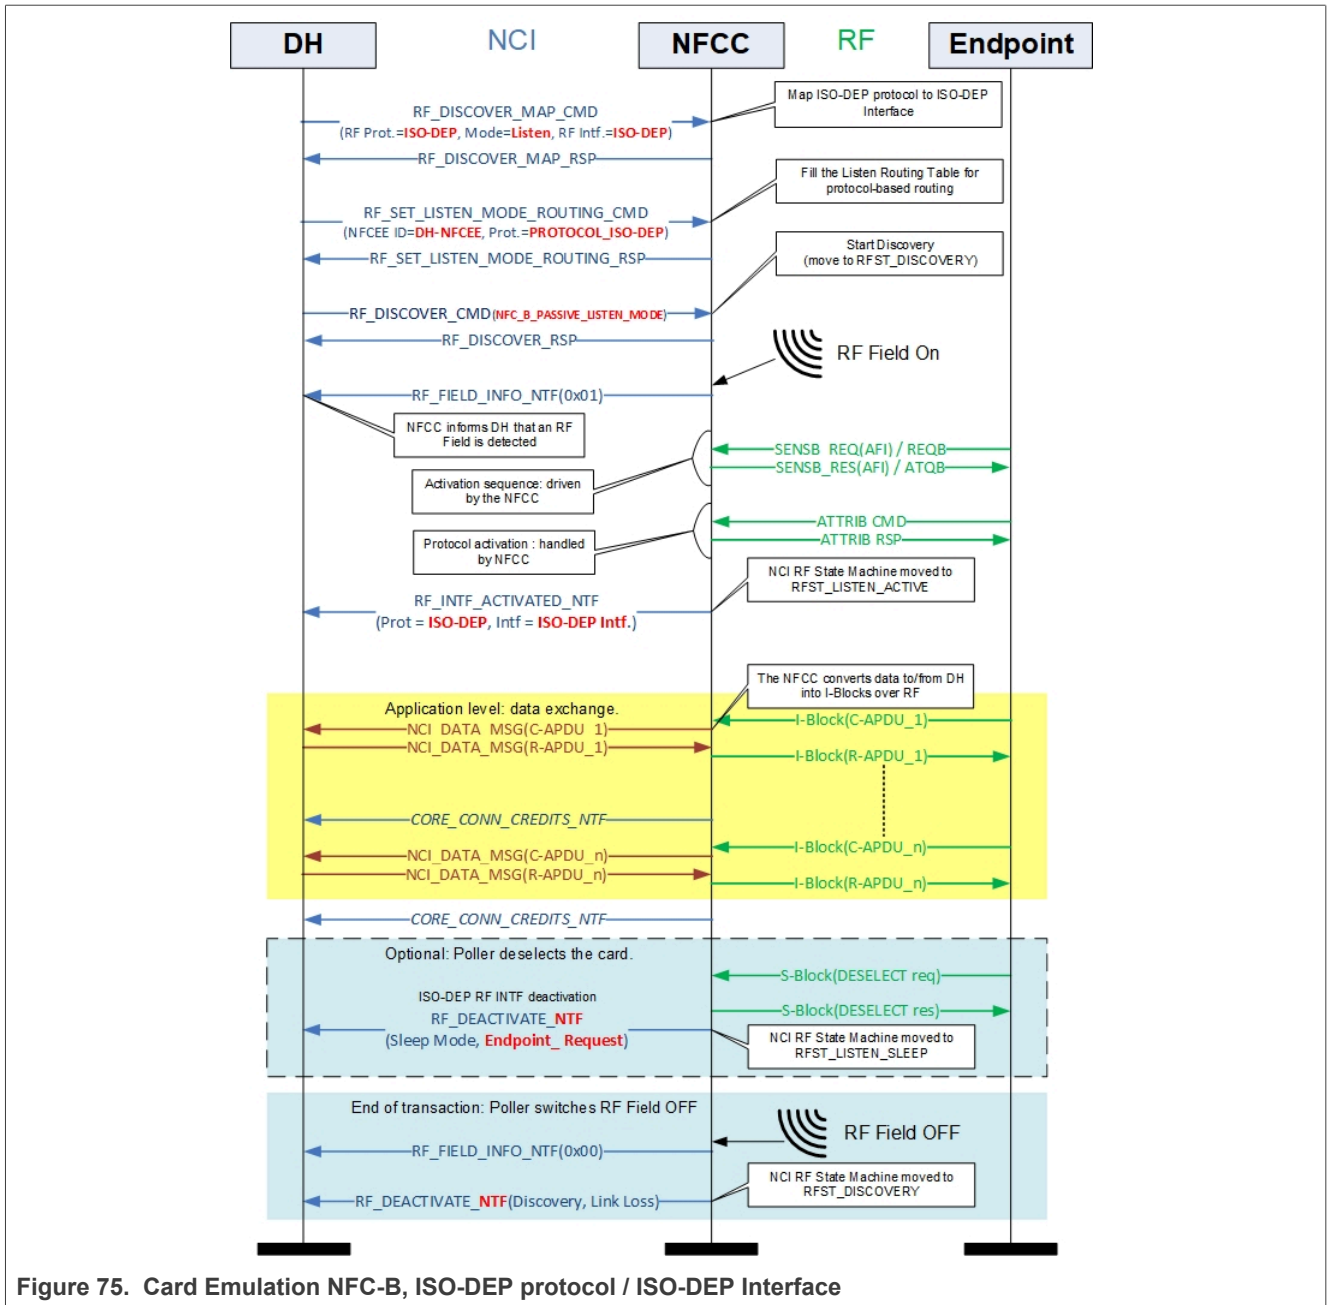 DH
NCI
NFCC
RF
Endpoint
RF_DISCOVER_MAP_CMD
(RF Prot.=ISO-DEP, Mode=Listen, RF Intf.=ISO-DEP)
Map ISO-DEP protocol to ISO-DEP
Interface
RF_DISCOVER_MAP_RSP
Fill the Listen Routing Table for
protocol-based routing
RF_SET_LISTEN_MODE_ROUTING_CMD
(NFCEE ID=DH-NFCEE, Prot.=PROTOCOL_ISO-DEP)
RF_SET_LISTEN_MODE_ROUTING_RSP
Start Discovery
(move to RFST_DISCOVERY)
RF_DISCOVER_CMD(NFC_B_PASSIVE_LISTEN_MODE)
RF_DISCOVER_RSP
RF Field On
RF_FIELD_INFO_NTF(0x01)
NFCC informs DH that an RF
Field is detected
SENSB_REQ(AFI) / REQB
SENSB_RES(AFI) / ATQB
Activation sequence: driven
by the NFCC
ATTRIB CMD
ATTRIB RSP
Protocol activation : handled
by NFCC
NCI RF State Machine moved to
RFST_LISTEN_ACTIVE
RF_INTF_ACTIVATED_NTF
(Prot = ISO-DEP, Intf = ISO-DEP Intf.)
The NFCC converts data to/from DH
into I-Blocks over RF
Application level: data exchange.
I-Block(C-APDU_1)
NCI_DATA_MSG(C-APDU_1)
NCI_DATA_MSG(R-APDU_1)
I-Block(R-APDU_1)
CORE_CONN_CREDITS_NTF
I-Block(C-APDU_n)
NCI_DATA_MSG(C-APDU_n)
NCI_DATA_MSG(R-APDU_n)
I-Block(R-APDU_n)
CORE_CONN_CREDITS_NTF
Optional: Poller deselects the card.
S-Block(DESELECT req)
ISO-DEP RF INTF deactivation
S-Block(DESELECT res)
RF_DEACTIVATE_NTF
(Sleep Mode, Endpoint_ Request)
NCI RF State Machine moved to
RFST_LISTEN_SLEEP
End of transaction: Poller switches RF Field OFF
RF Field OFF
RF_FIELD_INFO_NTF(0x00)
NCI RF State Machine moved to
RFST_DISCOVERY
RF_DEACTIVATE_NTF(Discovery, Link Loss)
Figure 75. Card Emulation NFC-B, ISO-DEP protocol / ISO-DEP Interface